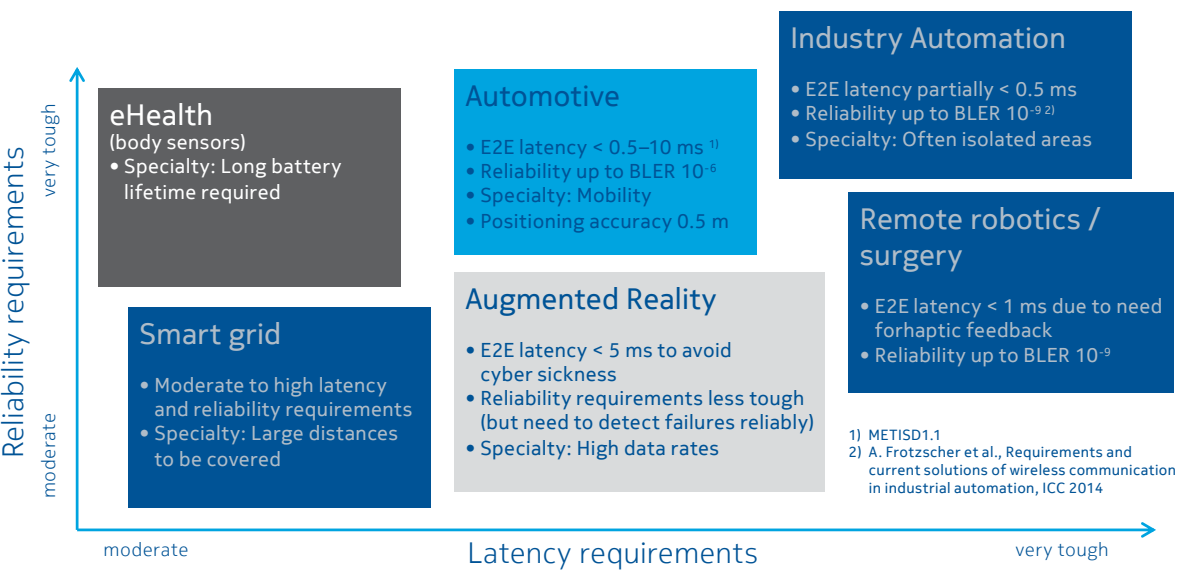 Reliability requirements
very tough
moderate
eHealth
(body sensors)
• Specialty: Long battery
lifetime required
Automotive
• E2E latency < 0.5–10 ms ¹⁾
• Reliability up to BLER 10⁻⁶
• Specialty: Mobility
• Positioning accuracy 0.5 m
Industry Automation
• E2E latency partially < 0.5 ms
• Reliability up to BLER 10⁻⁹ ²⁾
• Specialty: Often isolated areas
Remote robotics /
surgery
• E2E latency < 1 ms due to need
forhaptic feedback
• Reliability up to BLER 10⁻⁹
Smart grid
• Moderate to high latency
and reliability requirements
• Specialty: Large distances
to be covered
Augmented Reality
• E2E latency < 5 ms to avoid
cyber sickness
• Reliability requirements less tough
(but need to detect failures reliably)
• Specialty: High data rates
1) METISD1.1
2) A. Frotzscher et al., Requirements and
current solutions of wireless communication
in industrial automation, ICC 2014
moderate
Latency requirements
very tough